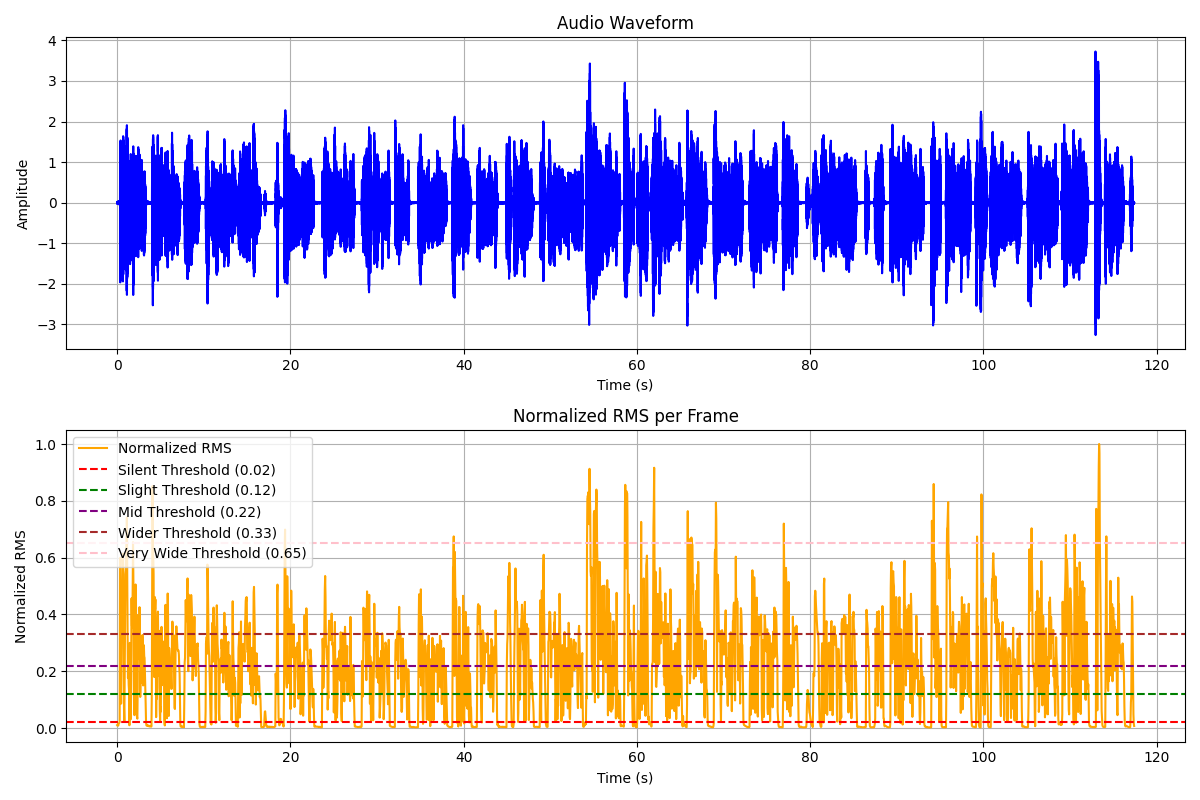 Audio Waveform
4
3
2
1
0
−1
−2
−3
Amplitude
0 20 40 60 80 100 120
Time (s)
Normalized RMS per Frame
1.0
0.8
0.6
0.4
0.2
0.0
Normalized RMS
Normalized RMS
Silent Threshold (0.02)
Slight Threshold (0.12)
Mid Threshold (0.22)
Wider Threshold (0.33)
Very Wide Threshold (0.65)
0 20 40 60 80 100 120
Time (s)